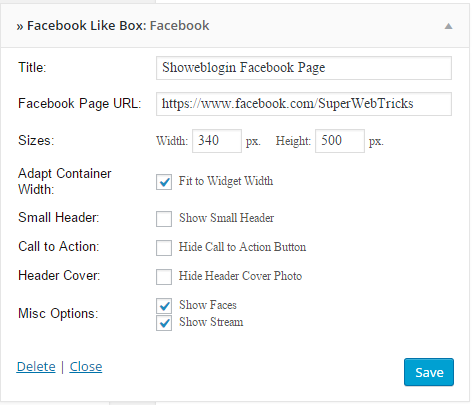 » Facebook Like Box: Facebook
Title: Showeblogin Facebook Page
Facebook Page URL: https://www.facebook.com/SuperWebTricks
Sizes: Width: 340 px. Height: 500 px.
Adapt Container
Width: Fit to Widget Width
Small Header: Show Small Header
Call to Action: Hide Call to Action Button
Header Cover: Hide Header Cover Photo
Misc Options: Show Faces
Show Stream
Delete | Close Save